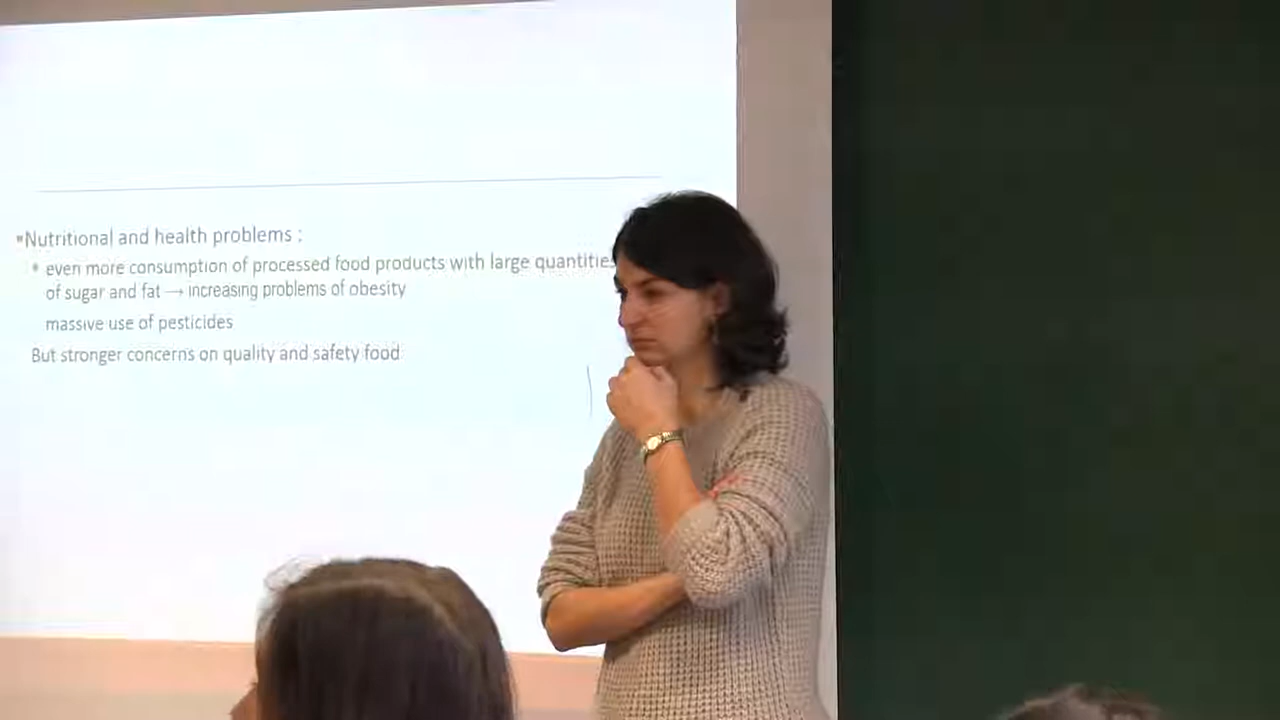 Nutritional and health problems :
even more consumption of processed food products with large quantities
of sugar and fat → increasing problems of obesity
massive use of pesticides
But stronger concerns on quality and safety food